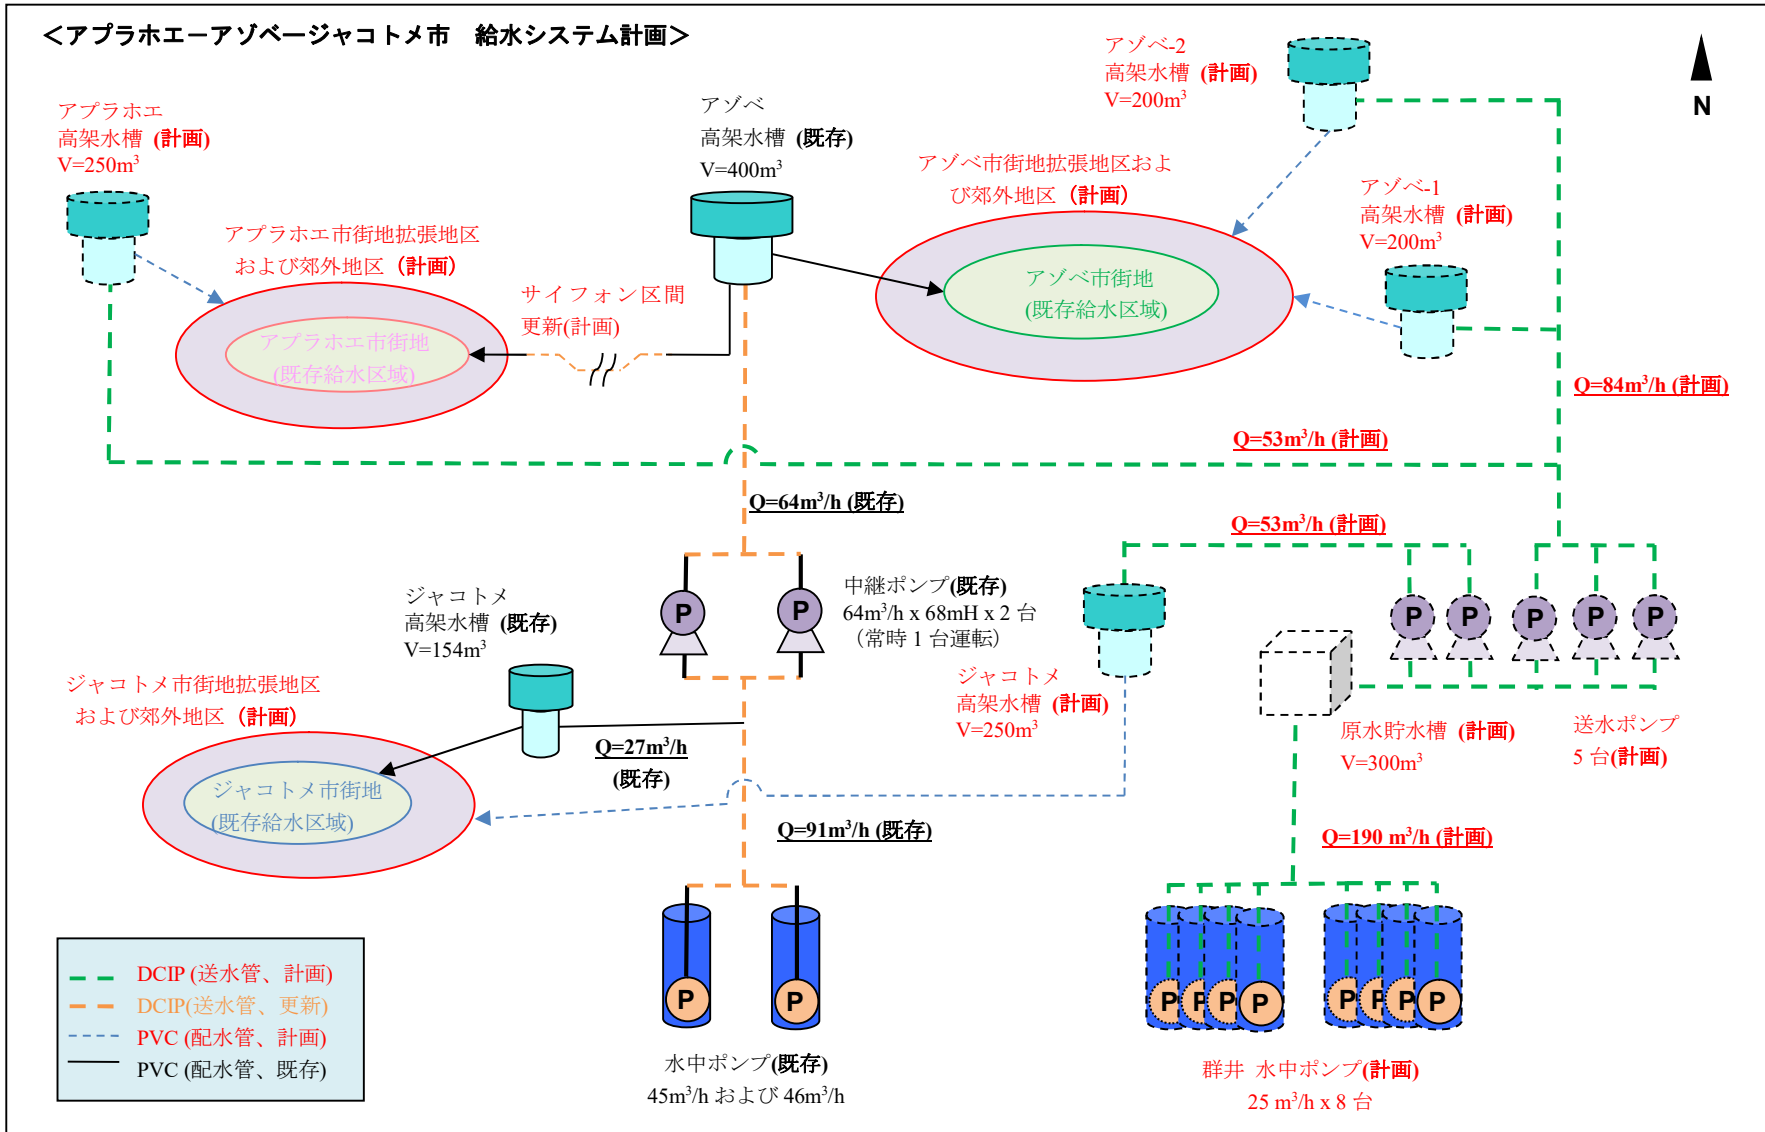 ＜アプラホエーアゾベージャコトメ市　給水システム計画＞
アプラホエ
高架水槽 (計画)
V=250m³
アゾベ
高架水槽 (既存)
V=400m³
アゾベ-2
高架水槽 (計画)
V=200m³
N
アゾベ市街地拡張地区およ
び郊外地区（計画）
アゾベ-1
高架水槽 (計画)
V=200m³
アプラホエ市街地拡張地区
および郊外地区（計画）
サイフォン区間
更新(計画)
アゾベ市街地
(既存給水区域)
アプラホエ市街地
(既存給水区域)
Q=84m³/h (計画)
Q=53m³/h (計画)
Q=64m³/h (既存)
Q=53m³/h (計画)
ジャコトメ
高架水槽 (既存)
V=154m³
P
P
中継ポンプ(既存)
64m³/h x 68mH x 2 台
（常時 1 台運転）
P
P
P
P
P
ジャコトメ市街地拡張地区
および郊外地区（計画）
ジャコトメ
高架水槽 (計画)
V=250m³
原水貯水槽 (計画)
V=300m³
送水ポンプ
5 台(計画)
Q=27m³/h
(既存)
ジャコトメ市街地
(既存給水区域)
Q=91m³/h (既存)
Q=190 m³/h (計画)
P
P
P
P
P
P
P
P
P
P
DCIP (送水管、計画)
DCIP(送水管、更新)
PVC (配水管、計画)
PVC (配水管、既存)
水中ポンプ(既存)
45m³/h および 46m³/h
群井 水中ポンプ(計画)
25 m³/h x 8 台